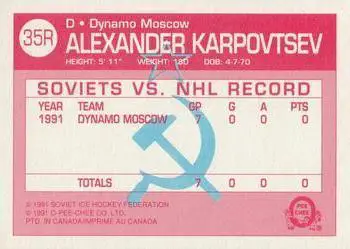 35R
D • Dynamo Moscow
ALEXANDER KARPOVTSEV
HEIGHT: 5' 11" WEIGHT: 180 DOB: 4-7-70
SOVIETS VS. NHL RECORD
YEAR TEAM GP G A PTS
1991 DYNAMO MOSCOW 7 0 0 0
TOTALS 7 0 0 0
© 1991 SOVIET ICE HOCKEY FEDERATION
© 1991 O-PEE-CHEE CO. LTD.
PTD. IN CANADA/IMPRIMÉ AU CANADA
O
PEE
CHEE